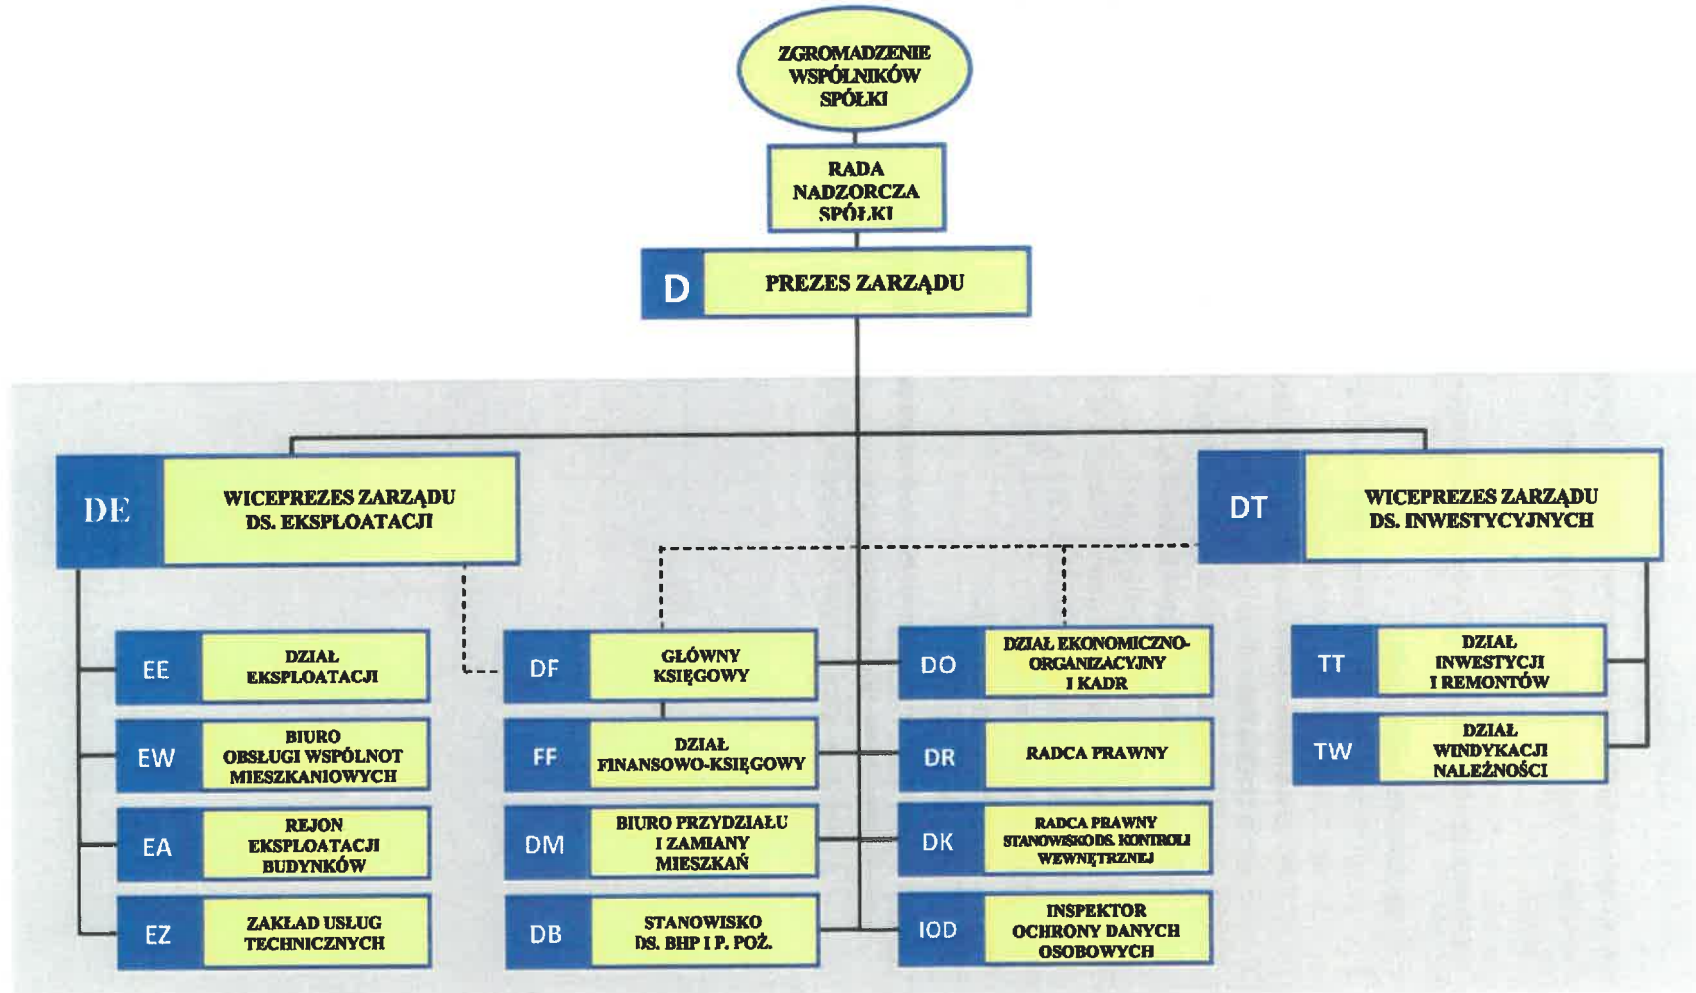 ZGROMADZENIE
WSPÓLNIKÓW
SPÓŁKI
RADA
NADZORCZA
SPÓŁKI
D
PREZES ZARZĄDU
DE
WICEPREZES ZARZĄDU
DS. EKSPLOATACJI
DT
WICEPREZES ZARZĄDU
DS. INWESTYCYJNYCH
EE
DZIAŁ
EKSPLOATACJI
EW
BIURO
OBSŁUGI WSPÓLNOT
MIESZKANIOWYCH
EA
REJON
EKSPLOATACJI
BUDYNKÓW
EZ
ZAKŁAD USŁUG
TECHNICZNYCH
DF
GŁÓWNY
KSIĘGOWY
FF
DZIAŁ
FINANSOWO-KSIĘGOWY
DM
BIURO PRZYDZIAŁU
I ZAMIANY
MIESZKAŃ
DB
STANOWISKO
DS. BHP I P. POŻ.
DO
DZIAŁ EKONOMICZNO-
ORGANIZACYJNY
I KADR
DR
RADCA PRAWNY
DK
RADCA PRAWNY
STANOWISKO DS. KONTROLI
WEWNĘTRZNEJ
IOD
INSPEKTOR
OCHRONY DANYCH
OSOBOWYCH
TT
DZIAŁ
INWESTYCJI
I REMONTÓW
TW
DZIAŁ
WINDYKACJI
NALEŻNOŚCI